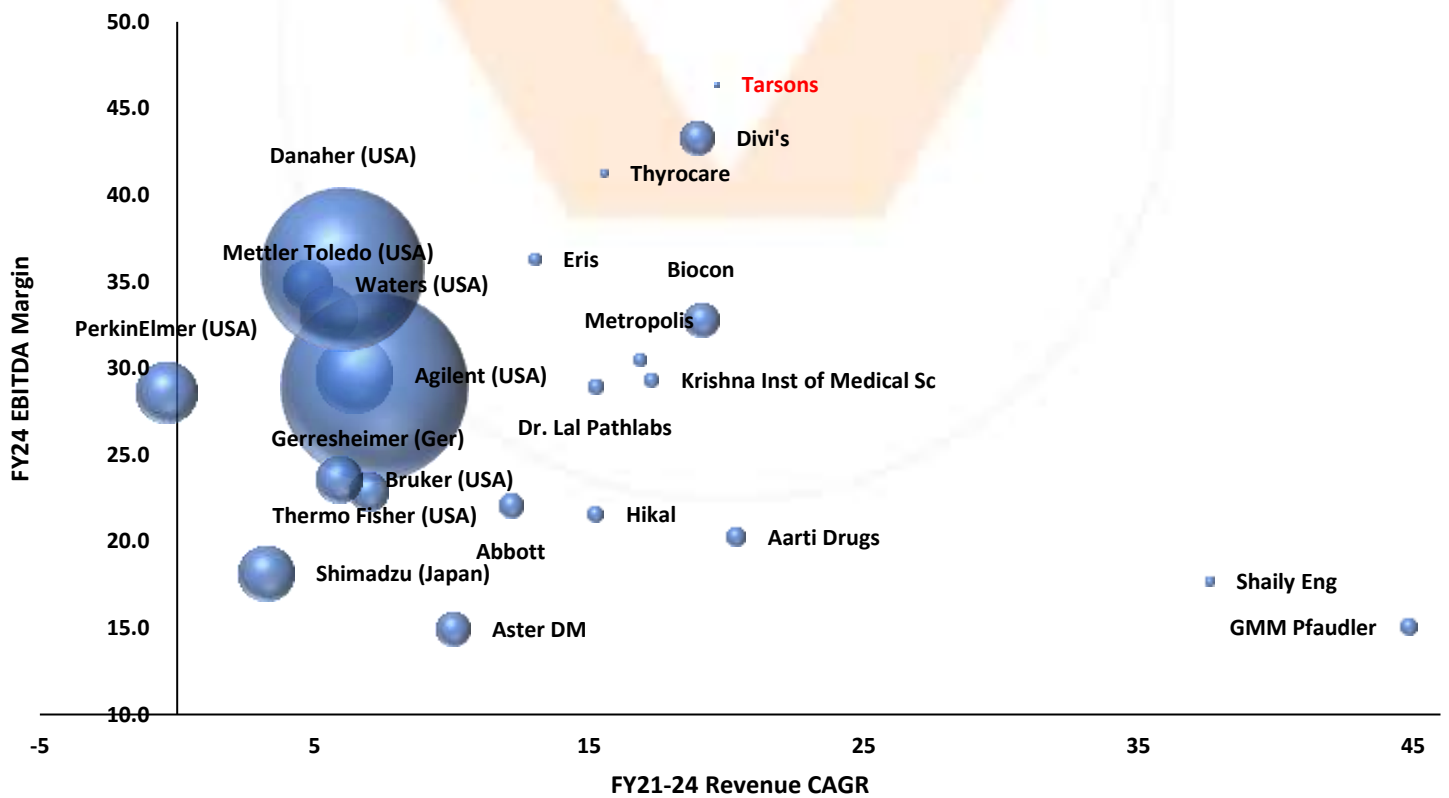 50.0
45.0
40.0
35.0
30.0
25.0
20.0
15.0
10.0
FY24 EBITDA Margin
Tarsons
Divi's
Danaher (USA)
Thyrocare
Mettler Toledo (USA)
Eris
Biocon
Waters (USA)
PerkinElmer (USA)
Metropolis
Agilent (USA)
Krishna Inst of Medical Sc
Dr. Lal Pathlabs
Gerresheimer (Ger)
Bruker (USA)
Thermo Fisher (USA)
Hikal
Aarti Drugs
Abbott
Shimadzu (Japan)
Shaily Eng
Aster DM
GMM Pfaudler
-5
5
15
25
35
45
FY21-24 Revenue CAGR